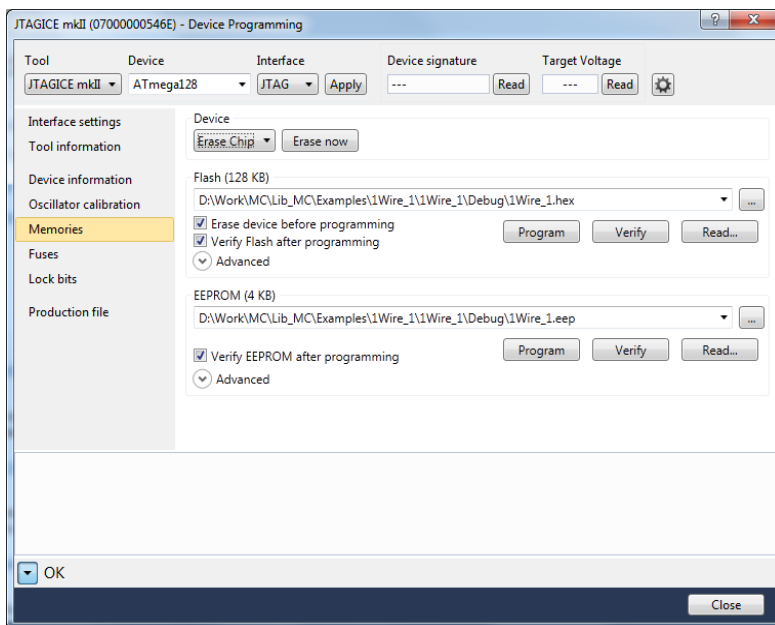 JTAGICE mkII (07000000546E) - Device Programming
Tool Device Interface Device signature Target Voltage
JTAGICE mkII ATmega128 JTAG Apply --- Read --- Read
Interface settings
Tool information
Device information
Oscillator calibration
Memories
Fuses
Lock bits
Production file
Device
Erase Chip Erase now
Flash (128 KB)
D:\Work\MC\Lib_MC\Examples\1Wire_1\1Wire_1\Debug\1Wire_1.hex ...
Erase device before programming
Verify Flash after programming
Program Verify Read...
Advanced
EEPROM (4 KB)
D:\Work\MC\Lib_MC\Examples\1Wire_1\1Wire_1\Debug\1Wire_1.eep ...
Verify EEPROM after programming
Program Verify Read...
Advanced
OK
Close